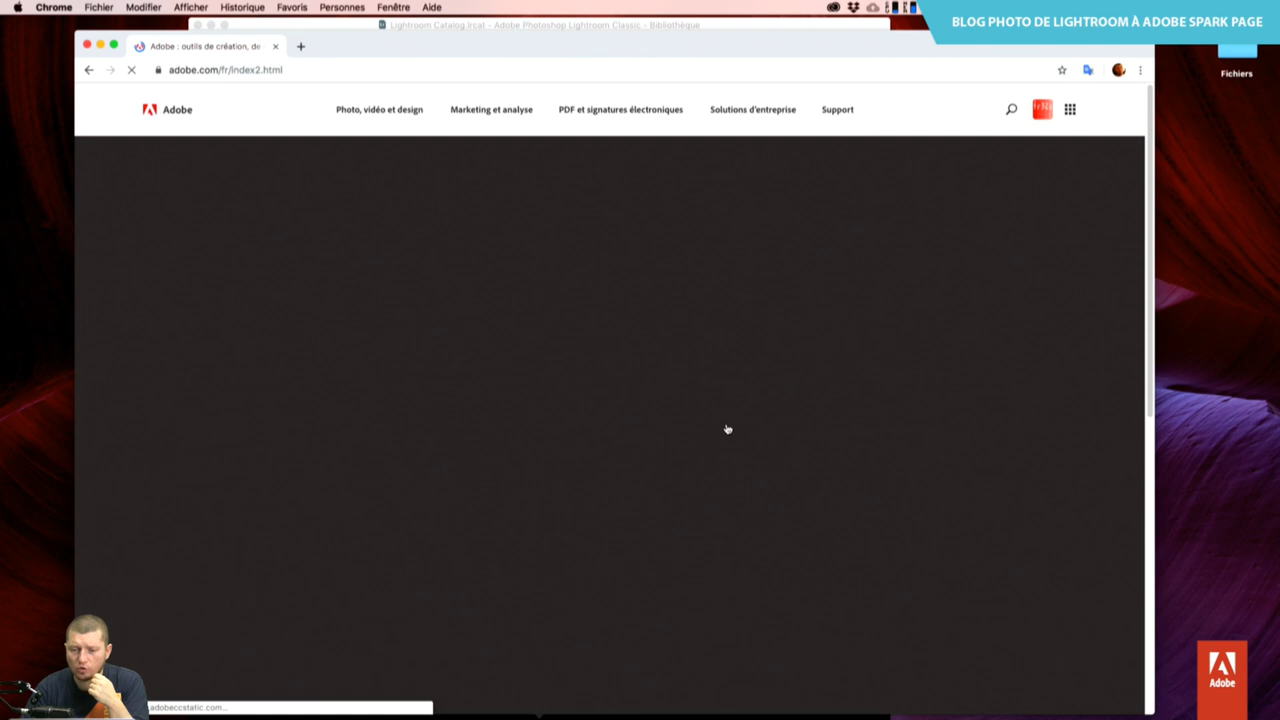 Chrome Fichier Modifier Afficher Historique Favoris Personnes Fenêtre Aide
BLOG PHOTO DE LIGHTROOM À ADOBE SPARK PAGE
Lightroom Catalog.lrcat - Adobe Photoshop Lightroom Classic - Bibliothèque
Adobe : outils de création, de
adobe.com/fr/index2.html
Fichiers
Adobe
Photo, vidéo et design
Marketing et analyse
PDF et signatures électroniques
Solutions d'entreprise
Support
adobeccstatic.com...
Adobe